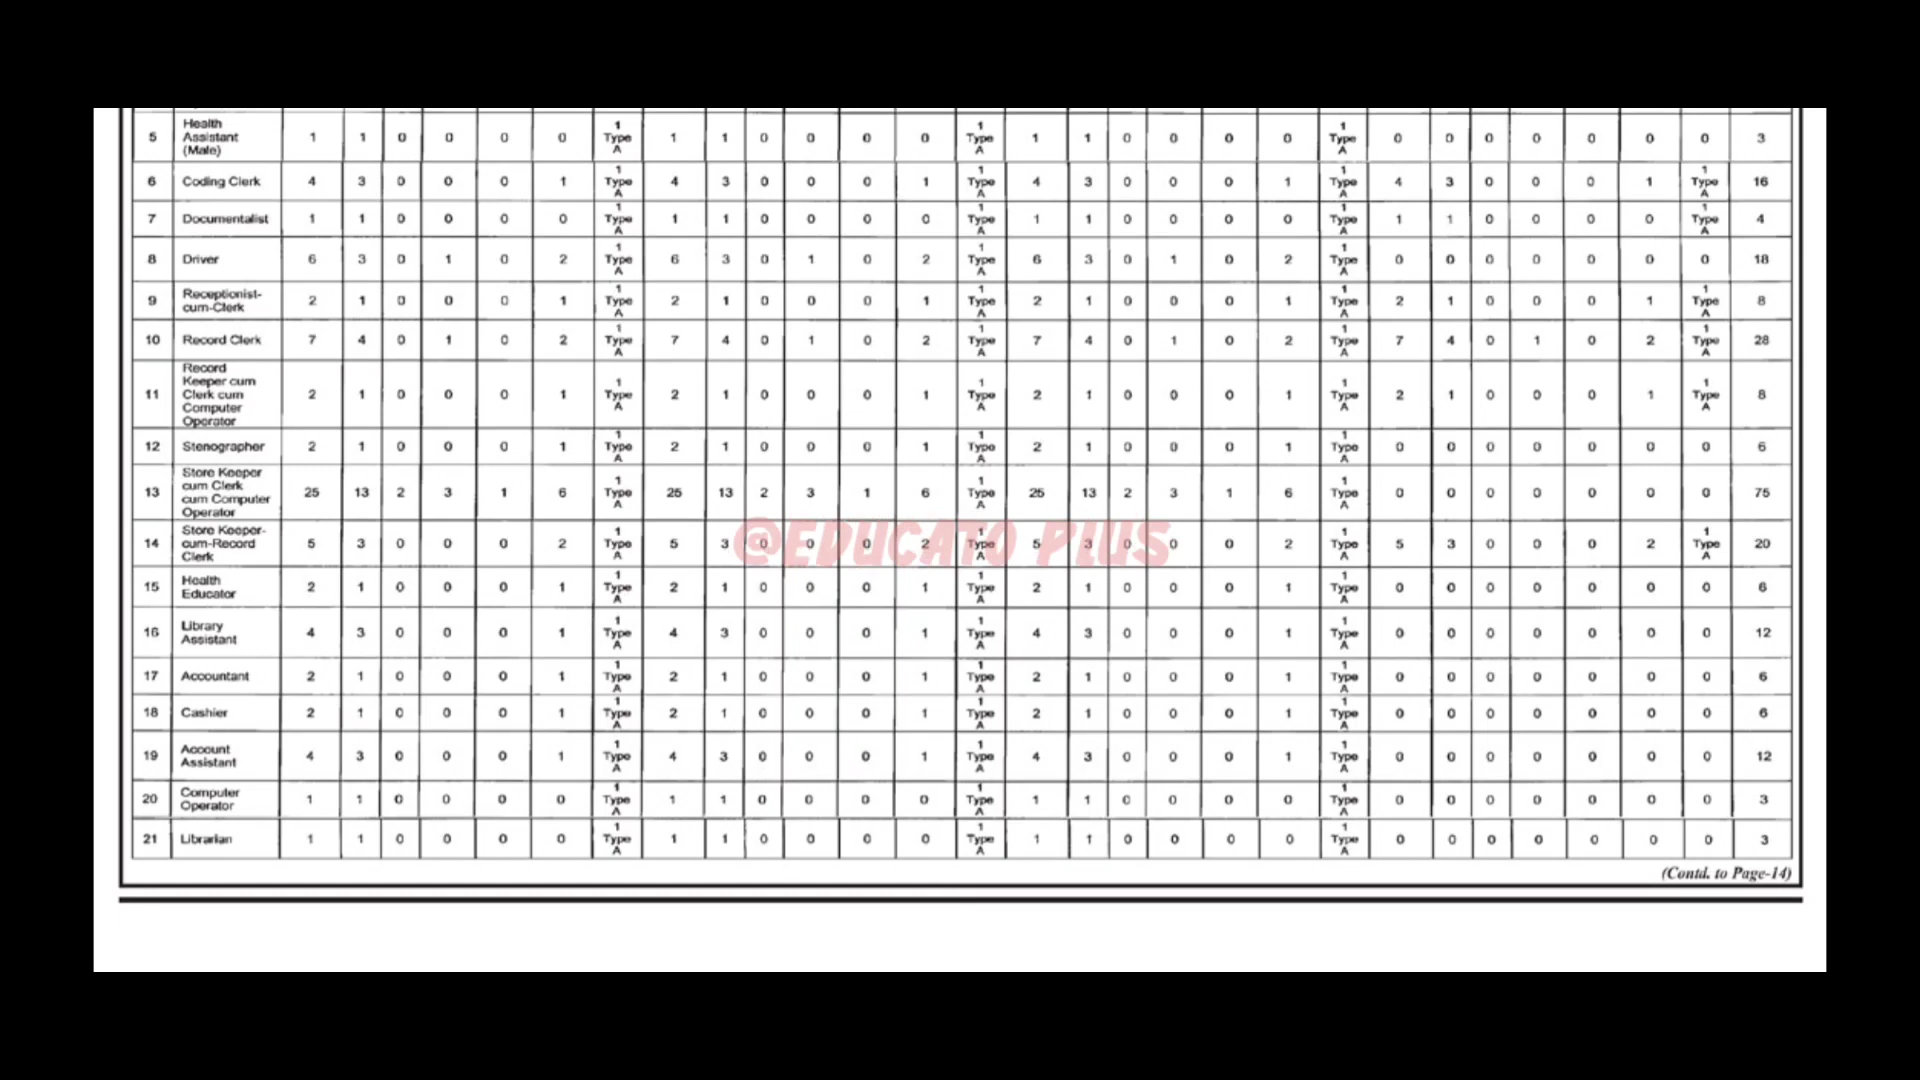 5 Health Assistant (Male) 1 1 0 0 0 0 1 Type A 1 1 0 0 0 0 1 Type A 1 1 0 0 0 0 1 Type A 0 0 0 0 0 0 0 3
6 Coding Clerk 4 3 0 0 0 1 1 Type A 4 3 0 0 0 1 1 Type A 4 3 0 0 0 1 1 Type A 4 3 0 0 0 1 1 Type A 16
7 Documentalist 1 1 0 0 0 0 1 Type A 1 1 0 0 0 0 1 Type A 1 1 0 0 0 0 1 Type A 1 1 0 0 0 0 1 Type A 4
8 Driver 6 3 0 1 0 2 1 Type A 6 3 0 1 0 2 1 Type A 6 3 0 1 0 2 1 Type A 0 0 0 0 0 0 0 18
9 Receptionist-cum-Clerk 2 1 0 0 0 1 1 Type A 2 1 0 0 0 1 1 Type A 2 1 0 0 0 1 1 Type A 2 1 0 0 0 1 1 Type A 8
10 Record Clerk 7 4 0 1 0 2 1 Type A 7 4 0 1 0 2 1 Type A 7 4 0 1 0 2 1 Type A 7 4 0 1 0 2 1 Type A 28
11 Record Keeper cum Clerk cum Computer Operator 2 1 0 0 0 1 1 Type A 2 1 0 0 0 1 1 Type A 2 1 0 0 0 1 1 Type A 2 1 0 0 0 1 1 Type A 8
12 Stenographer 2 1 0 0 0 1 1 Type A 2 1 0 0 0 1 1 Type A 2 1 0 0 0 1 1 Type A 0 0 0 0 0 0 0 6
13 Store Keeper cum Clerk cum Computer Operator 25 13 2 3 1 6 1 Type A 25 13 2 3 1 6 1 Type A 25 13 2 3 1 6 1 Type A 0 0 0 0 0 0 0 75
14 Store Keeper-cum-Record Clerk 5 3 0 0 0 2 1 Type A 5 3 0 0 0 2 1 Type A 5 3 0 0 0 2 1 Type A 5 3 0 0 0 2 1 Type A 20
@EDUCATO PLUS
15 Health Educator 2 1 0 0 0 1 1 Type A 2 1 0 0 0 1 1 Type A 2 1 0 0 0 1 1 Type A 0 0 0 0 0 0 0 6
16 Library Assistant 4 3 0 0 0 1 1 Type A 4 3 0 0 0 1 1 Type A 4 3 0 0 0 1 1 Type A 0 0 0 0 0 0 0 12
17 Accountant 2 1 0 0 0 1 1 Type A 2 1 0 0 0 1 1 Type A 2 1 0 0 0 1 1 Type A 0 0 0 0 0 0 0 6
18 Cashier 2 1 0 0 0 1 1 Type A 2 1 0 0 0 1 1 Type A 2 1 0 0 0 1 1 Type A 0 0 0 0 0 0 0 6
19 Account Assistant 4 3 0 0 0 1 1 Type A 4 3 0 0 0 1 1 Type A 4 3 0 0 0 1 1 Type A 0 0 0 0 0 0 0 12
20 Computer Operator 1 1 0 0 0 0 1 Type A 1 1 0 0 0 0 1 Type A 1 1 0 0 0 0 1 Type A 0 0 0 0 0 0 0 3
21 Librarian 1 1 0 0 0 0 1 Type A 1 1 0 0 0 0 1 Type A 1 1 0 0 0 0 1 Type A 0 0 0 0 0 0 0 3
(Contd. to Page-14)